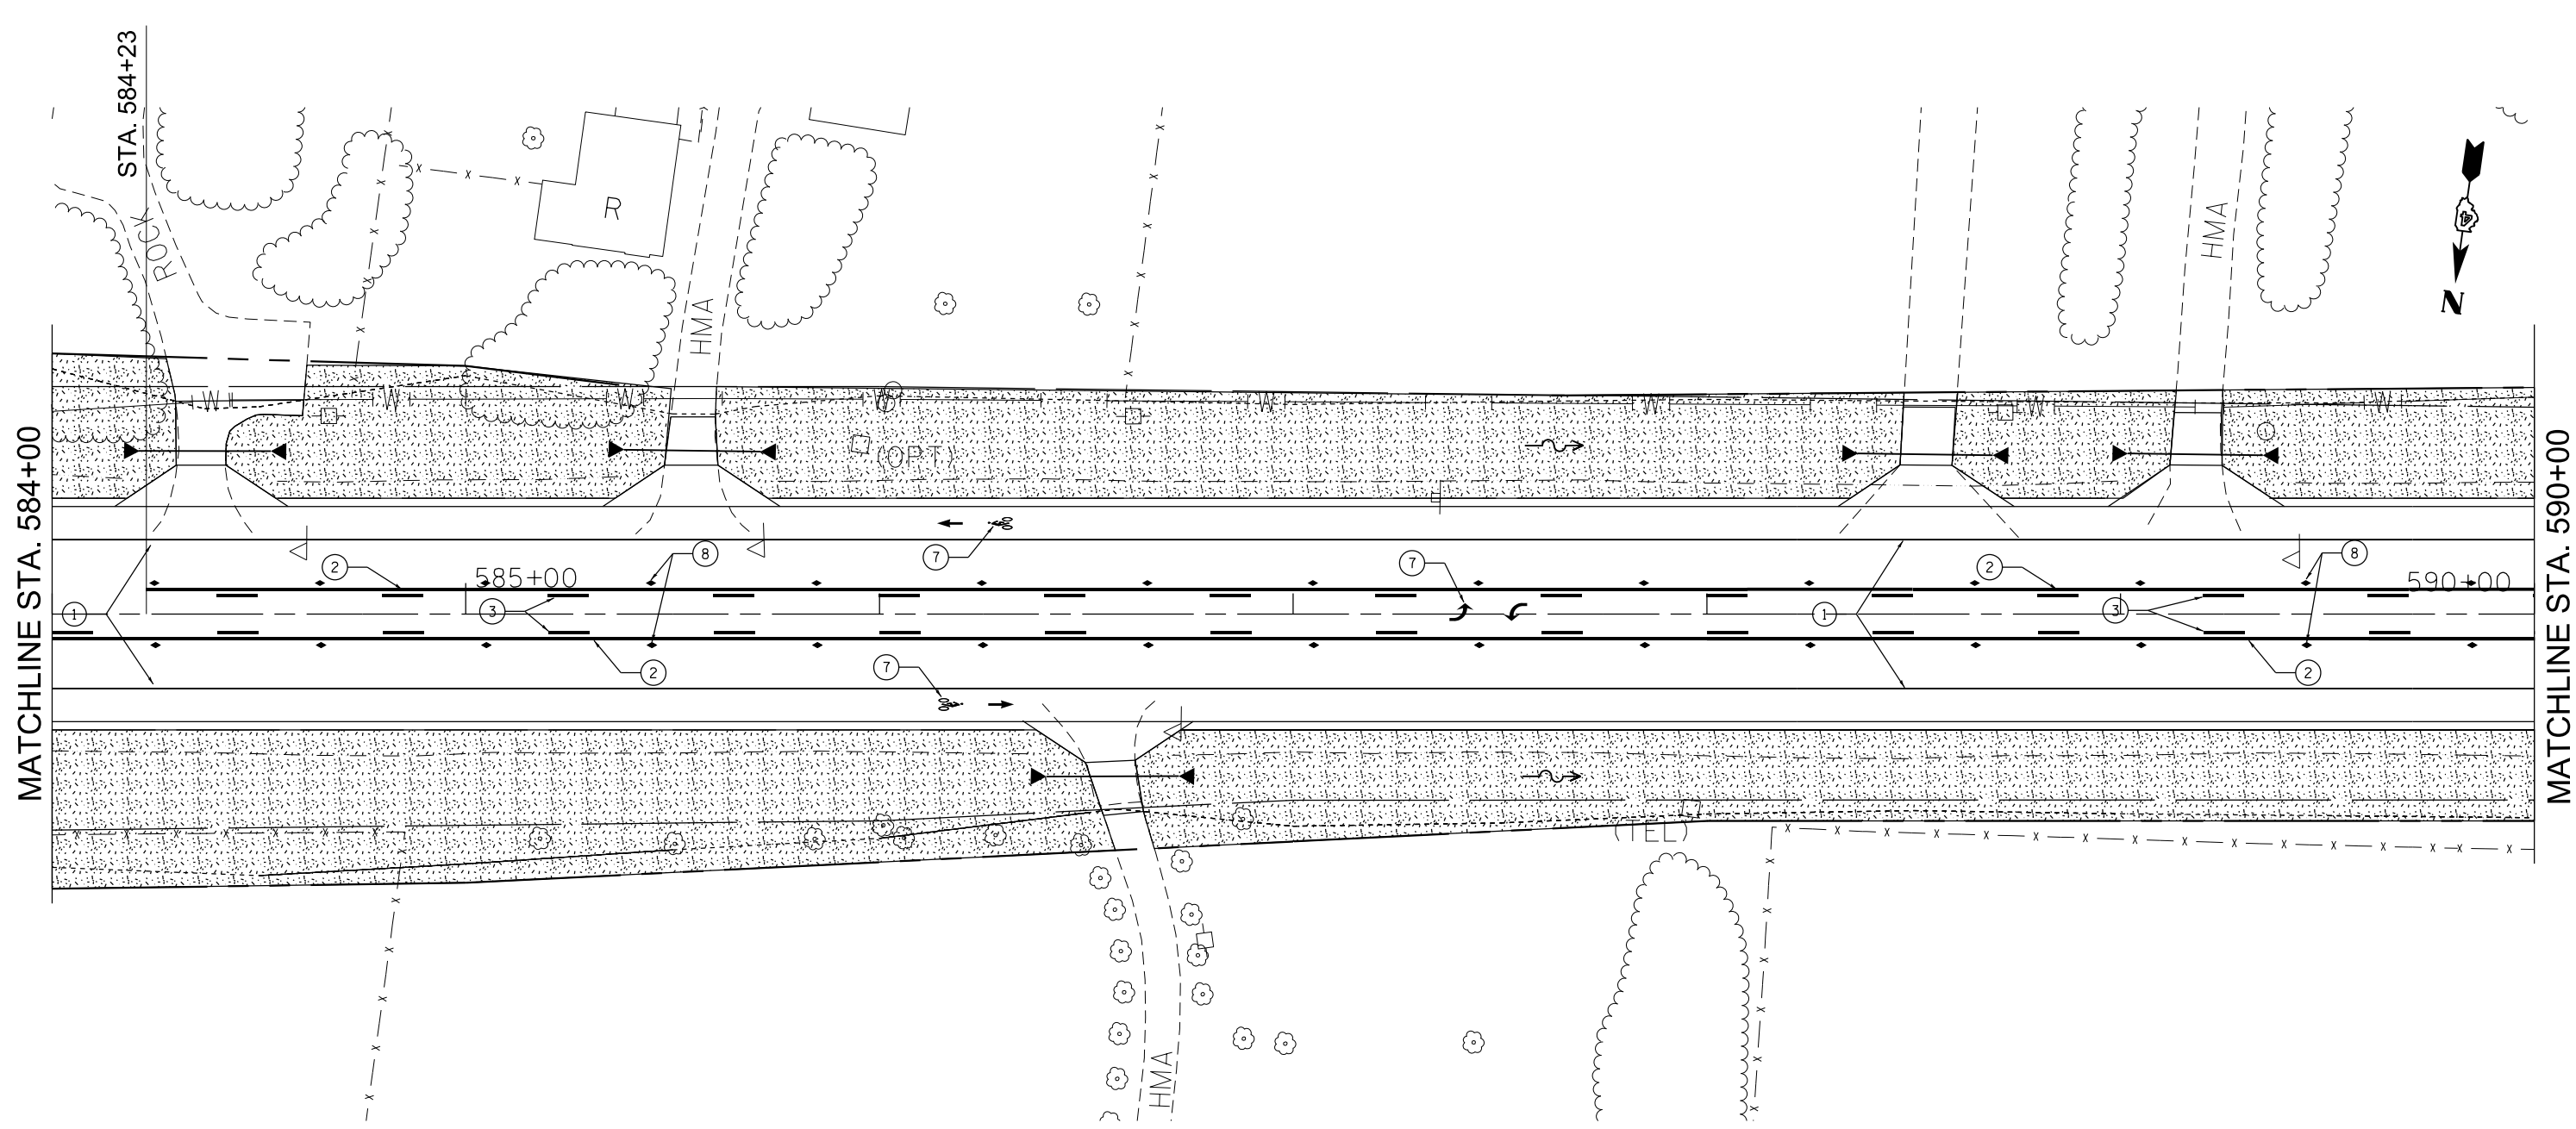 STA. 584+23
ROCK
R
HMA
HMA
N
W
W
W
W
W
W
W
W
(OPT)
MATCHLINE STA. 584+00
MATCHLINE STA. 590+00
7
7
2
8
2
8
585+00
590+00
1
3
1
3
7
2
2
(TEL)
HMA